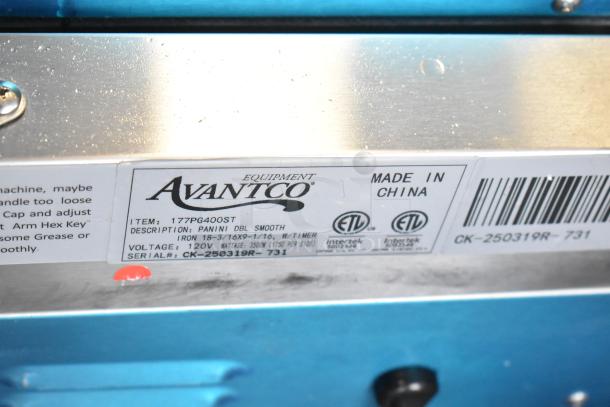 machine, maybe
andle too loose
Cap and adjust
Arm Hex Key
some Grease or
oothly.
EQUIPMENT
AVANTCO®
MADE IN
CHINA
ITEM: 177PG400ST
DESCRIPTION: PANINI DBL SMOOTH
IRON 18-3/16X9-1/16, W/TIMER
VOLTAGE: 120V
SERIAL#: CK-250319R- 731
ETL
Intertek
ETL
Intertek
CK-250319R- 731